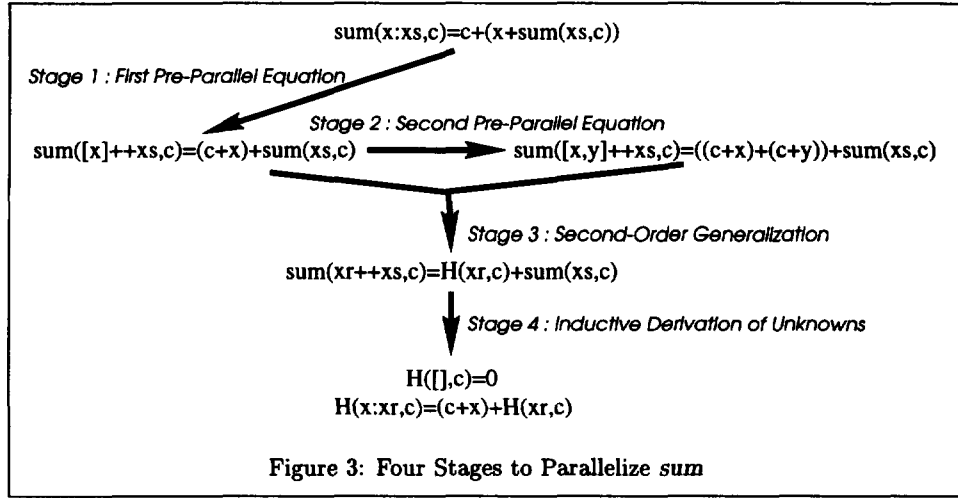 sum(x:xs,c)=c+(x+sum(xs,c))
Stage 1 : First Pre-Parallel Equation
Stage 2 : Second Pre-Parallel Equation
sum([x]++xs,c)=(c+x)+sum(xs,c)
sum([x,y]++xs,c)=((c+x)+(c+y))+sum(xs,c)
Stage 3 : Second-Order Generalization
sum(xr++xs,c)=H(xr,c)+sum(xs,c)
Stage 4 : Inductive Derivation of Unknowns
H([],c)=0
H(x:xr,c)=(c+x)+H(xr,c)
Figure 3: Four Stages to Parallelize sum